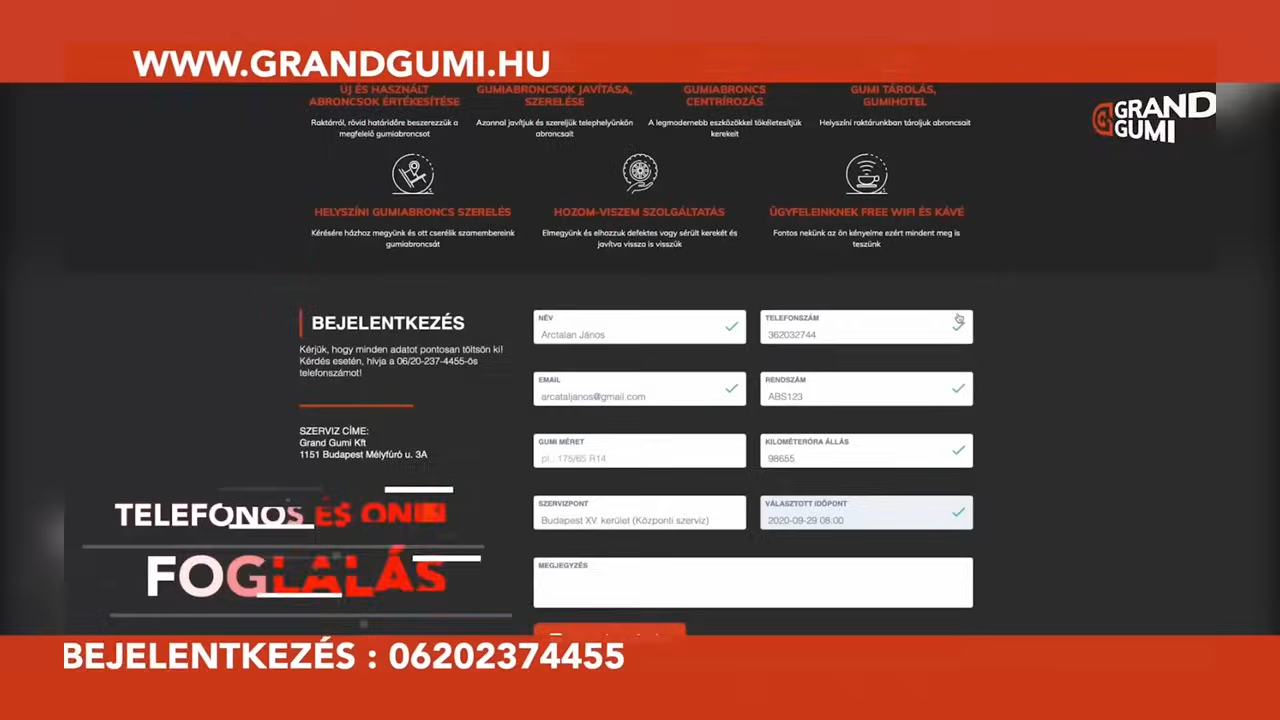 WWW.GRANDGUMI.HU
ÚJ ÉS HASZNÁLT
ABRONCSOK ÉRTÉKESÍTÉSE
Raktárról, rövid határidőre beszerezzük a
megfelelő gumiabroncsot
GUMIABRONCSOK JAVÍTÁSA,
SZERELÉSE
Azonnal javítjuk és szereljük telephelyünkön
abroncsait
GUMIABRONCS
CENTRÍROZÁS
A legmodernebb eszközökkel tökéletesítjük
kerekeit
GUMI TÁROLÁS,
GUMIHOTEL
Helyszíni raktárunkban tároljuk abroncsait
GRAND
GUMI
HELYSZÍNI GUMIABRONCS SZERELÉS
Kérésére házhoz megyünk és ott cserélik szamembereink
gumiabroncsát
HOZOM-VISZEM SZOLGÁLTATÁS
Elmegyünk és elhozzuk defektes vagy sérült kerekét és
javítva vissza is visszük
ÜGYFELEINKNEK FREE WIFI ÉS KÁVÉ
Fontos nekünk az ön kényelme ezért mindent meg is
teszünk
BEJELENTKEZÉS
Kérjük, hogy minden adatot pontosan töltsön ki!
Kérdés esetén, hívja a 06/20-237-4455-ös
telefonszámot!
SZERVIZ CÍME:
Grand Gumi Kft
1151 Budapest Mélyfúró u. 3A
NÉV
Arctalan János
TELEFONSZÁM
362032744
EMAIL
arcataljanos@gmail.com
RENDSZÁM
ABS123
GUMI MÉRET
pl.: 175/65 R14
KILÓMÉTERÓRA ÁLLÁS
98655
SZERVIZPONT
Budapest XV. kerület (Központi szerviz)
VÁLASZTOTT IDŐPONT
2020-09-29 08:00
MEGJEGYZÉS
TELEFONOS ÉS
FOGLALÁS
BEJELENTKEZÉS : 06202374455